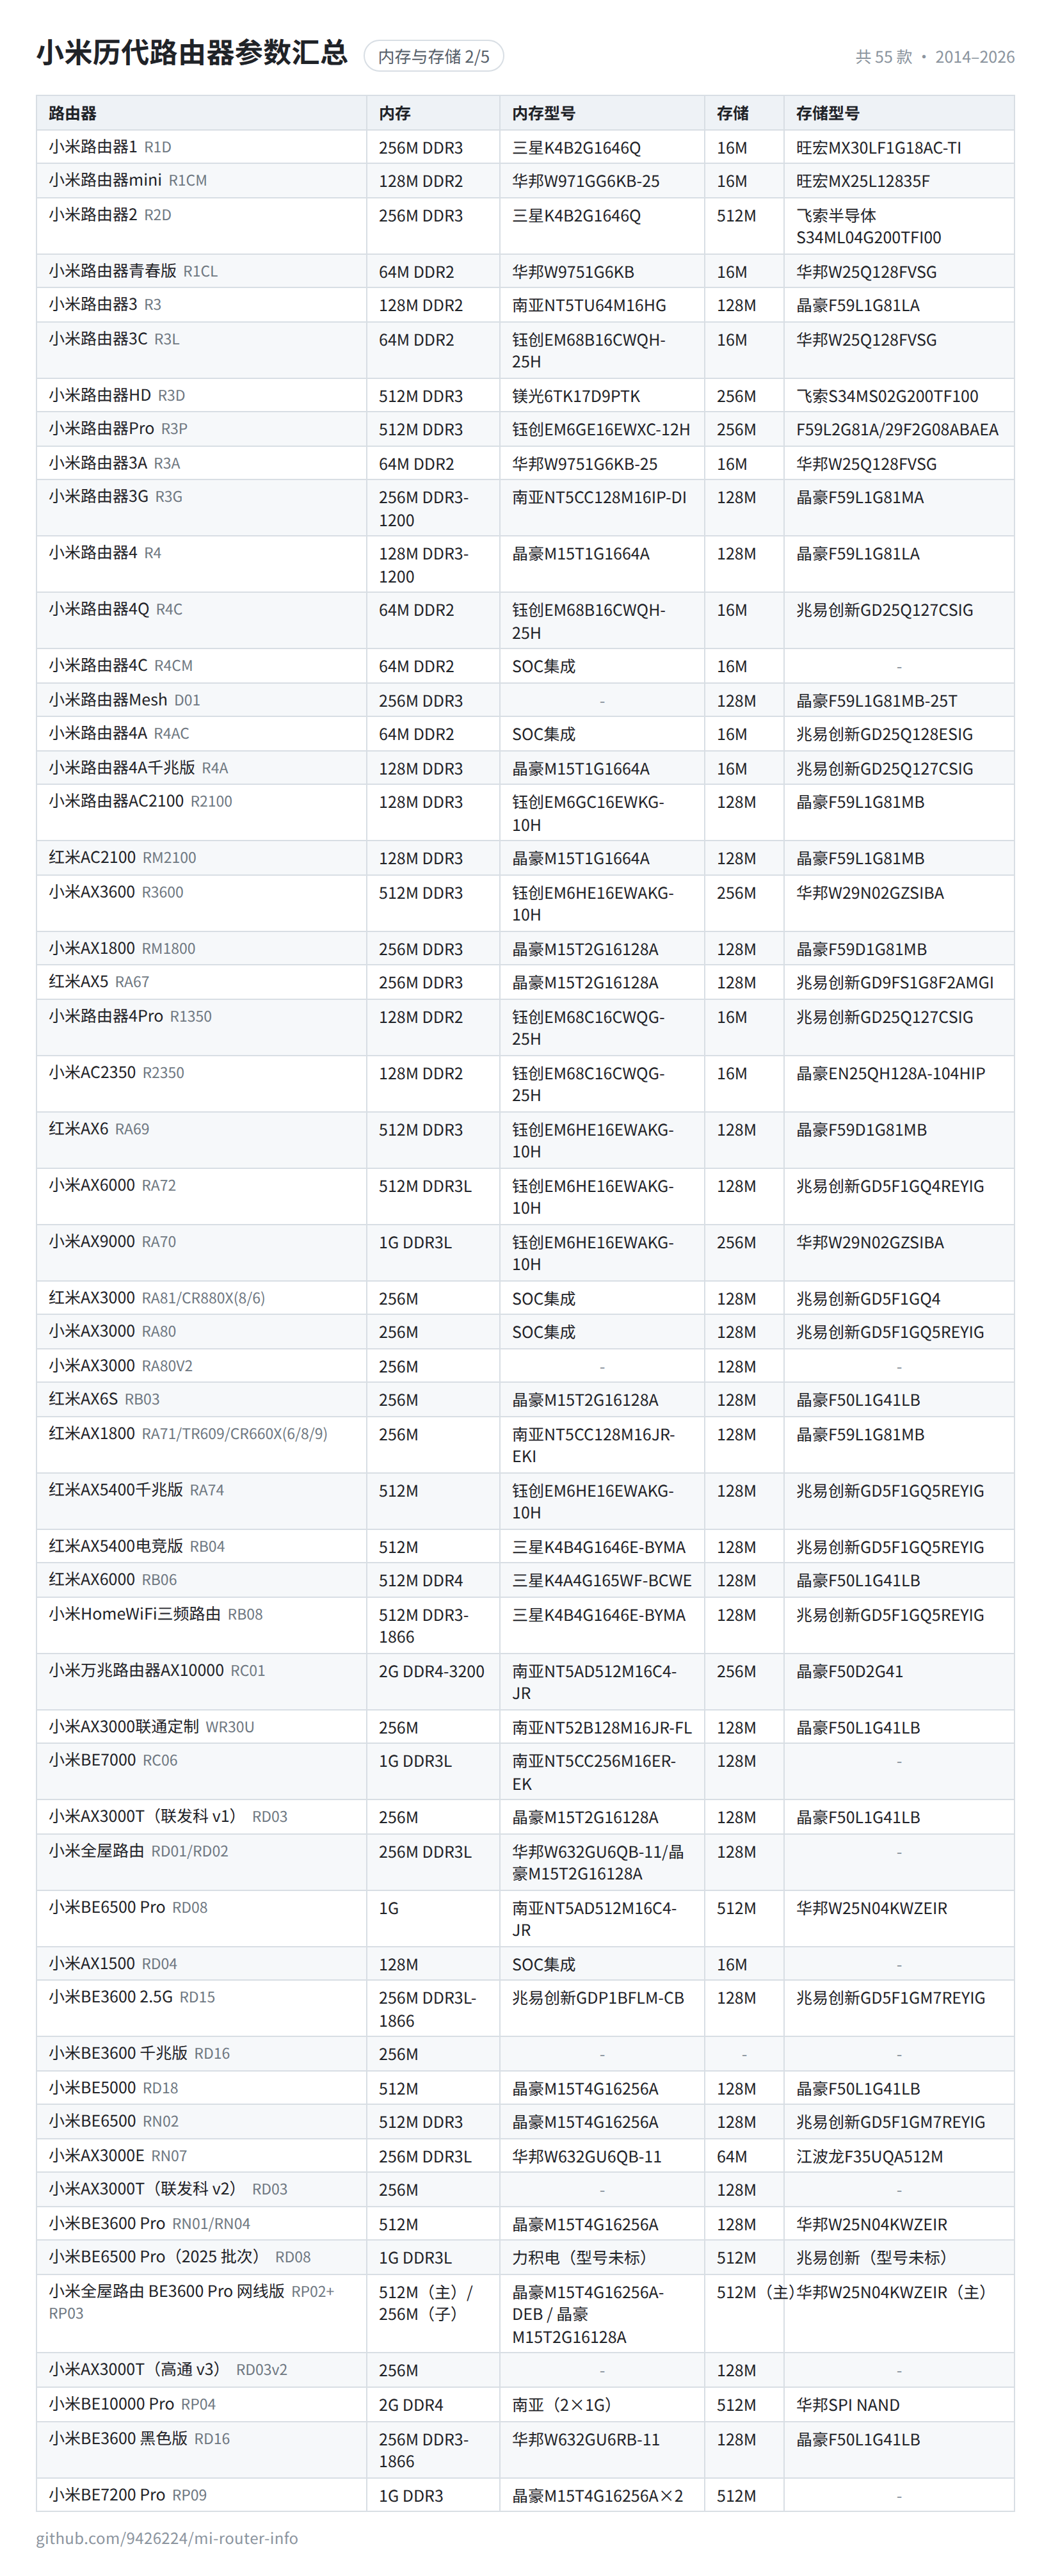 小米历代路由器参数汇总 内存与存储 2/5 共 55 款 · 2014–2026
路由器 内存 内存型号 存储 存储型号
小米路由器1 R1D 256M DDR3 三星K4B2G1646Q 16M 旺宏MX30LF1G18AC-TI
小米路由器mini R1CM 128M DDR2 华邦W971GG6KB-25 16M 旺宏MX25L12835F
小米路由器2 R2D 256M DDR3 三星K4B2G1646Q 512M 飞索半导体
S34ML04G200TFI00
小米路由器青春版 R1CL 64M DDR2 华邦W9751G6KB 16M 华邦W25Q128FVSG
小米路由器3 R3 128M DDR2 南亚NT5TU64M16HG 128M 晶豪F59L1G81LA
小米路由器3C R3L 64M DDR2 钰创EM68B16CWQH- 16M 华邦W25Q128FVSG
25H
小米路由器HD R3D 512M DDR3 镁光6TK17D9PTK 256M 飞索S34MS02G200TF100
小米路由器Pro R3P 512M DDR3 钰创EM6GE16EWXC-12H 256M F59L2G81A/29F2G08ABAEA
小米路由器3A R3A 64M DDR2 华邦W9751G6KB-25 16M 华邦W25Q128FVSG
小米路由器3G R3G 256M DDR3- 南亚NT5CC128M16IP-DI 128M 晶豪F59L1G81MA
1200
小米路由器4 R4 128M DDR3- 晶豪M15T1G1664A 128M 晶豪F59L1G81LA
1200
小米路由器4Q R4C 64M DDR2 钰创EM68B16CWQH- 16M 兆易创新GD25Q127CSIG
25H
小米路由器4C R4CM 64M DDR2 SOC集成 16M -
小米路由器Mesh D01 256M DDR3 - 128M 晶豪F59L1G81MB-25T
小米路由器4A R4AC 64M DDR2 SOC集成 16M 兆易创新GD25Q128ESIG
小米路由器4A千兆版 R4A 128M DDR3 晶豪M15T1G1664A 16M 兆易创新GD25Q127CSIG
小米路由器AC2100 R2100 128M DDR3 钰创EM6GC16EWKG- 128M 晶豪F59L1G81MB
10H
红米AC2100 RM2100 128M DDR3 晶豪M15T1G1664A 128M 晶豪F59L1G81MB
小米AX3600 R3600 512M DDR3 钰创EM6HE16EWAKG- 256M 华邦W29N02GZSIBA
10H
小米AX1800 RM1800 256M DDR3 晶豪M15T2G16128A 128M 晶豪F59D1G81MB
红米AX5 RA67 256M DDR3 晶豪M15T2G16128A 128M 兆易创新GD9FS1G8F2AMGI
小米路由器4Pro R1350 128M DDR2 钰创EM68C16CWQG- 16M 兆易创新GD25Q127CSIG
25H
小米AC2350 R2350 128M DDR2 钰创EM68C16CWQG- 16M 晶豪EN25QH128A-104HIP
25H
红米AX6 RA69 512M DDR3 钰创EM6HE16EWAKG- 128M 晶豪F59D1G81MB
10H
小米AX6000 RA72 512M DDR3L 钰创EM6HE16EWAKG- 128M 兆易创新GD5F1GQ4REYIG
10H
小米AX9000 RA70 1G DDR3L 钰创EM6HE16EWAKG- 256M 华邦W29N02GZSIBA
10H
红米AX3000 RA81/CR880X(8/6) 256M SOC集成 128M 兆易创新GD5F1GQ4
小米AX3000 RA80 256M SOC集成 128M 兆易创新GD5F1GQ5REYIG
小米AX3000 RA80V2 256M - 128M -
红米AX6S RB03 256M 晶豪M15T2G16128A 128M 晶豪F50L1G41LB
红米AX1800 RA71/TR609/CR660X(6/8/9) 256M 南亚NT5CC128M16JR- 128M 晶豪F59L1G81MB
EKI
红米AX5400千兆版 RA74 512M 钰创EM6HE16EWAKG- 128M 兆易创新GD5F1GQ5REYIG
10H
红米AX5400电竞版 RB04 512M 三星K4B4G1646E-BYMA 128M 兆易创新GD5F1GQ5REYIG
红米AX6000 RB06 512M DDR4 三星K4A4G165WF-BCWE 128M 晶豪F50L1G41LB
小米HomeWiFi三频路由 RB08 512M DDR3- 三星K4B4G1646E-BYMA 128M 兆易创新GD5F1GQ5REYIG
1866
小米万兆路由器AX10000 RC01 2G DDR4-3200 南亚NT5AD512M16C4- 256M 晶豪F50D2G41
JR
小米AX3000联通定制 WR30U 256M 南亚NT52B128M16JR-FL 128M 晶豪F50L1G41LB
小米BE7000 RC06 1G DDR3L 南亚NT5CC256M16ER- 128M -
EK
小米AX3000T（联发科 v1） RD03 256M 晶豪M15T2G16128A 128M 晶豪F50L1G41LB
小米全屋路由 RD01/RD02 256M DDR3L 华邦W632GU6QB-11/晶 128M -
豪M15T2G16128A
小米BE6500 Pro RD08 1G 南亚NT5AD512M16C4- 512M 华邦W25N04KWZEIR
JR
小米AX1500 RD04 128M SOC集成 16M -
小米BE3600 2.5G RD15 256M DDR3L- 兆易创新GDP1BFLM-CB 128M 兆易创新GD5F1GM7REYIG
1866
小米BE3600 千兆版 RD16 256M - - -
小米BE5000 RD18 512M 晶豪M15T4G16256A 128M 晶豪F50L1G41LB
小米BE6500 RN02 512M DDR3 晶豪M15T4G16256A 128M 兆易创新GD5F1GM7REYIG
小米AX3000E RN07 256M DDR3L 华邦W632GU6QB-11 64M 江波龙F35UQA512M
小米AX3000T（联发科 v2） RD03 256M - 128M -
小米BE3600 Pro RN01/RN04 512M 晶豪M15T4G16256A 128M 华邦W25N04KWZEIR
小米BE6500 Pro（2025 批次） RD08 1G DDR3L 力积电（型号未标） 512M 兆易创新（型号未标）
小米全屋路由 BE3600 Pro 网线版 RP02+ 512M（主）/ 晶豪M15T4G16256A- 512M（主） 华邦W25N04KWZEIR（主）
RP03 256M（子） DEB / 晶豪
M15T2G16128A
小米AX3000T（高通 v3） RD03v2 256M - 128M -
小米BE10000 Pro RP04 2G DDR4 南亚（2×1G） 512M 华邦SPI NAND
小米BE3600 黑色版 RD16 256M DDR3- 华邦W632GU6RB-11 128M 晶豪F50L1G41LB
1866
小米BE7200 Pro RP09 1G DDR3 晶豪M15T4G16256A×2 512M -
github.com/9426224/mi-router-info